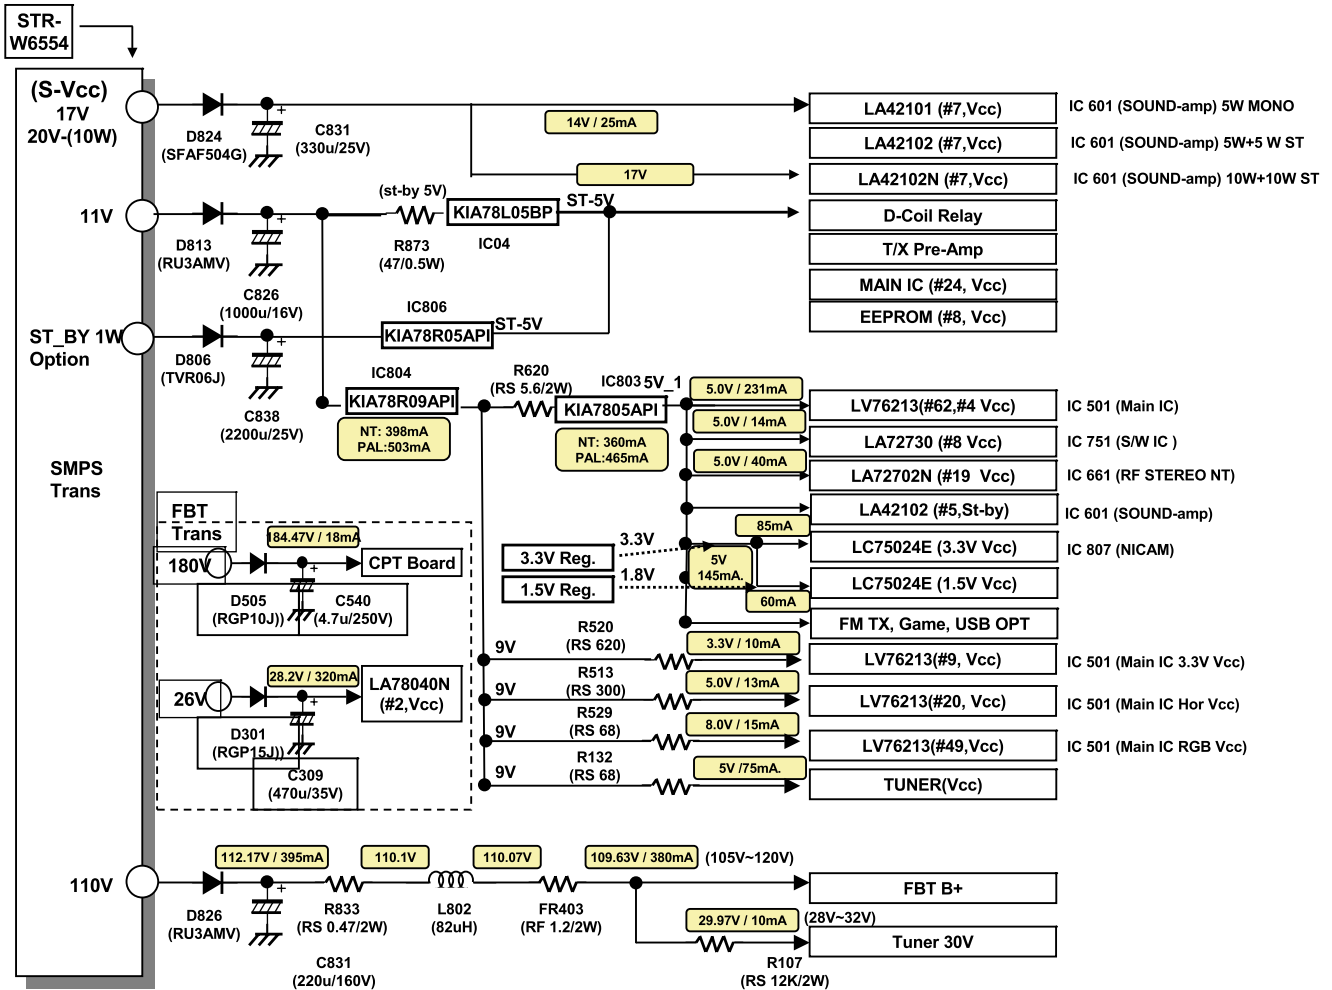 STR-
W6554
(S-Vcc)
17V
20V-(10W)
D824
(SFAF504G)
C831
(330u/25V)
14V / 25mA
17V
LA42101 (#7,Vcc)
IC 601 (SOUND-amp) 5W MONO
LA42102 (#7,Vcc)
IC 601 (SOUND-amp) 5W+5 W ST
LA42102N (#7,Vcc)
IC 601 (SOUND-amp) 10W+10W ST
11V
D813
(RU3AMV)
C826
(1000u/16V)
(st-by 5V)
R873
(47/0.5W)
KIA78L05BP
IC04
ST-5V
D-Coil Relay
T/X Pre-Amp
MAIN IC (#24, Vcc)
EEPROM (#8, Vcc)
ST_BY 1W
Option
D806
(TVR06J)
C838
(2200u/25V)
IC806
KIA78R05API
ST-5V
IC804
KIA78R09API
NT: 398mA
PAL:503mA
R620
(RS 5.6/2W)
IC803
5V_1
KIA7805API
NT: 360mA
PAL:465mA
5.0V / 231mA
LV76213(#62,#4 Vcc)
IC 501 (Main IC)
5.0V / 14mA
LA72730 (#8 Vcc)
IC 751 (S/W IC )
5.0V / 40mA
LA72702N (#19 Vcc)
IC 661 (RF STEREO NT)
LA42102 (#5,St-by)
IC 601 (SOUND-amp)
85mA
LC75024E (3.3V Vcc)
IC 807 (NICAM)
3.3V Reg.
3.3V
5V
145mA.
1.5V Reg.
1.8V
LC75024E (1.5V Vcc)
60mA
FM TX, Game, USB OPT
SMPS
Trans
FBT
Trans
180V
184.47V / 18mA
CPT Board
D505
(RGP10J))
C540
(4.7u/250V)
26V
28.2V / 320mA
LA78040N
(#2,Vcc)
D301
(RGP15J))
C309
(470u/35V)
9V
R520
(RS 620)
3.3V / 10mA
LV76213(#9, Vcc)
IC 501 (Main IC 3.3V Vcc)
9V
R513
(RS 300)
5.0V / 13mA
LV76213(#20, Vcc)
IC 501 (Main IC Hor Vcc)
9V
R529
(RS 68)
8.0V / 15mA
LV76213(#49,Vcc)
IC 501 (Main IC RGB Vcc)
9V
R132
(RS 68)
5V /75mA.
TUNER(Vcc)
110V
D826
(RU3AMV)
112.17V / 395mA
C831
(220u/160V)
R833
(RS 0.47/2W)
110.1V
L802
(82uH)
110.07V
FR403
(RF 1.2/2W)
109.63V / 380mA
(105V~120V)
FBT B+
29.97V / 10mA
(28V~32V)
R107
(RS 12K/2W)
Tuner 30V